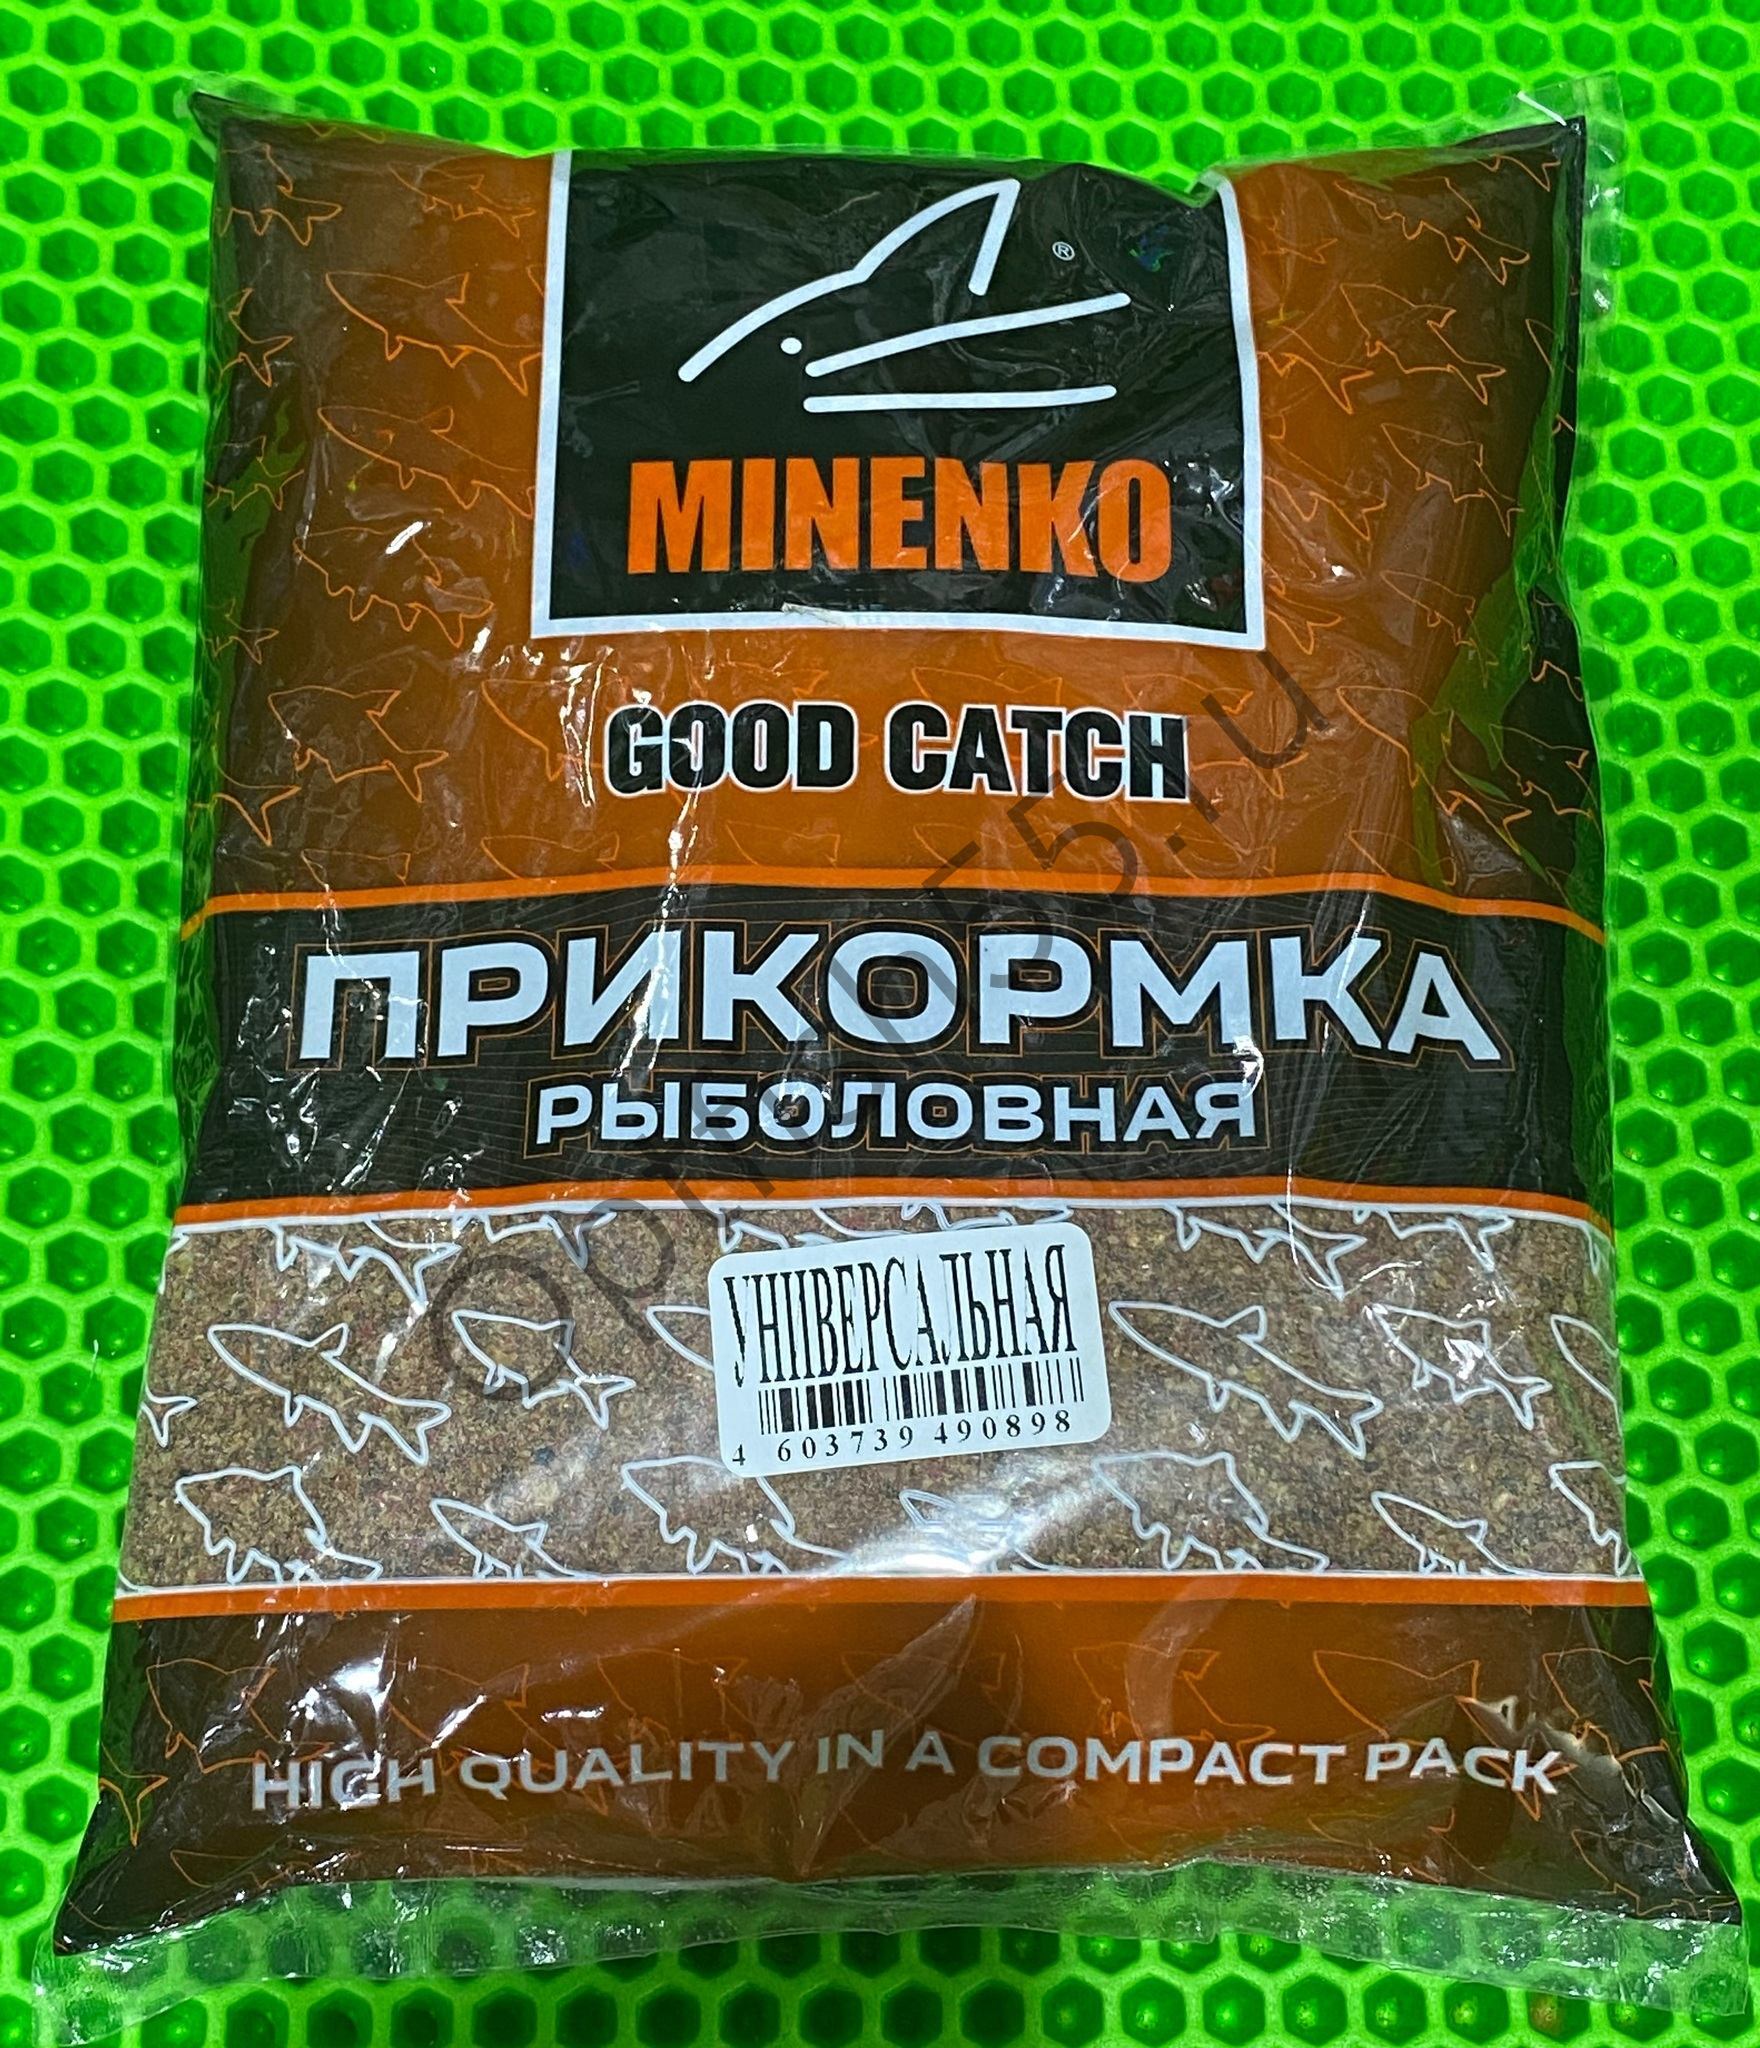 ®
MINENKO
GOOD CATCH
ПРИКОРМКА
РЫБОЛОВНАЯ
УНИВЕРСАЛЬНАЯ
4 603739 490898
HIGH QUALITY IN A COMPACT PACK